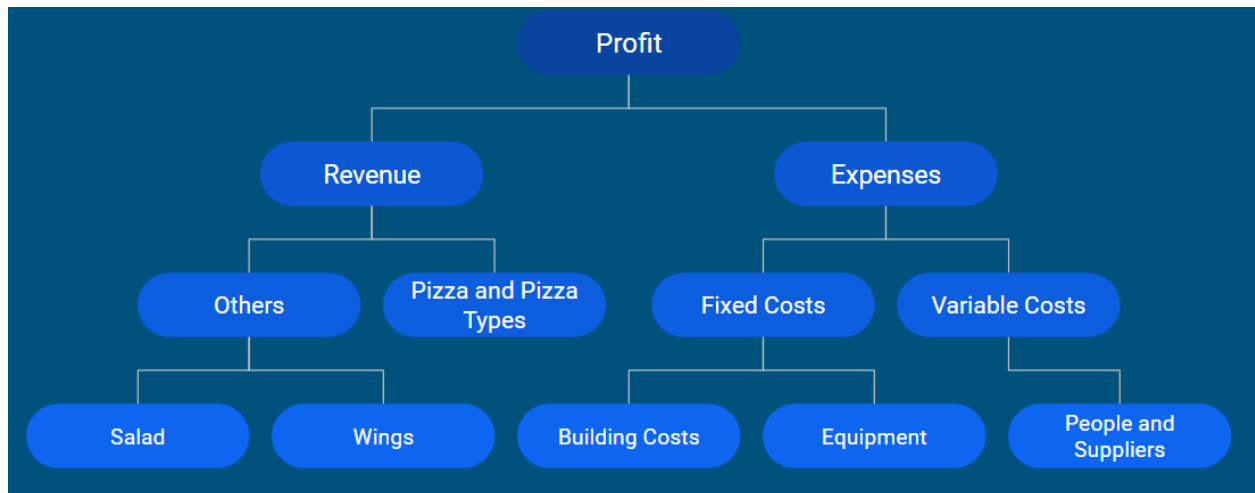 Profit
Revenue
Expenses
Others
Pizza and Pizza
Types
Fixed Costs
Variable Costs
Salad
Wings
Building Costs
Equipment
People and
Suppliers